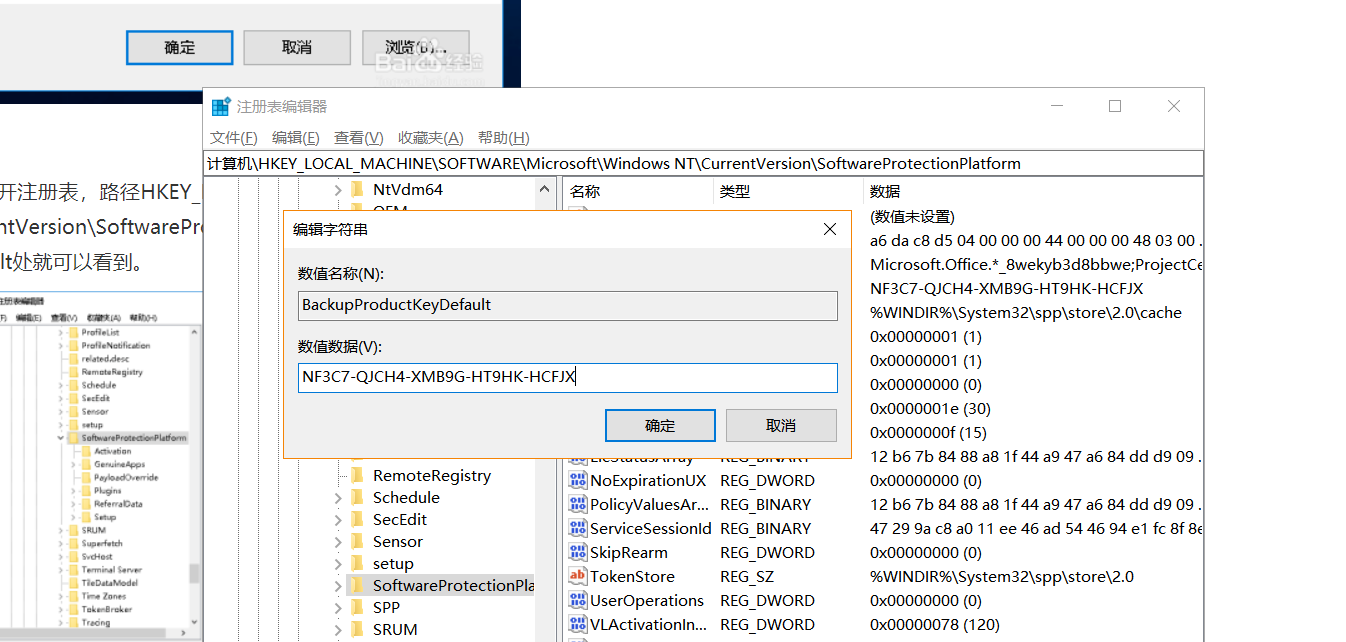 确定
取消
浏览(B)...
Bai 经验
注册表编辑器
文件(F) 编辑(E) 查看(V) 收藏夹(A) 帮助(H)
计算机\HKEY_LOCAL_MACHINE\SOFTWARE\Microsoft\Windows NT\CurrentVersion\SoftwareProtectionPlatform
开注册表，路径HKEY_
ntVersion\SoftwarePr
lt处就可以看到。
注册表编辑器
编辑(E) 查看(V) 收藏夹(A) 帮助(H)
ProfileList
ProfileNotification
related.desc
RemoteRegistry
Schedule
SecEdit
Sensor
setup
SoftwareProtectionPlatform
Activation
GenuineApps
PayloadOverride
Plugins
ReferralData
Setup
SRUM
Superfetch
SvcHost
Terminal Server
TileDataModel
Time Zones
TokenBroker
Tracing
NtVdm64
OEM
RemoteRegistry
Schedule
SecEdit
Sensor
setup
SoftwareProtectionPla
SPP
SRUM
编辑字符串
数值名称(N):
BackupProductKeyDefault
数值数据(V):
NF3C7-QJCH4-XMB9G-HT9HK-HCFJX
确定
取消
名称 类型 数据
(数值未设置)
a6 da c8 d5 04 00 00 00 44 00 00 00 48 03 00 .
Microsoft.Office.*_8wekyb3d8bbwe;ProjectCe
NF3C7-QJCH4-XMB9G-HT9HK-HCFJX
%WINDIR%\System32\spp\store\2.0\cache
0x00000001 (1)
0x00000001 (1)
0x00000000 (0)
0x0000001e (30)
0x0000000f (15)
LicStatusArray REG_BINARY 12 b6 7b 84 88 a8 1f 44 a9 47 a6 84 dd d9 09 .
NoExpirationUX REG_DWORD 0x00000000 (0)
PolicyValuesAr... REG_BINARY 12 b6 7b 84 88 a8 1f 44 a9 47 a6 84 dd d9 09 .
ServiceSessionId REG_BINARY 47 29 9a c8 a0 11 ee 46 ad 54 46 94 e1 fc 8f 8e
SkipRearm REG_DWORD 0x00000000 (0)
TokenStore REG_SZ %WINDIR%\System32\spp\store\2.0
UserOperations REG_DWORD 0x00000000 (0)
VLActivationIn... REG_DWORD 0x00000078 (120)